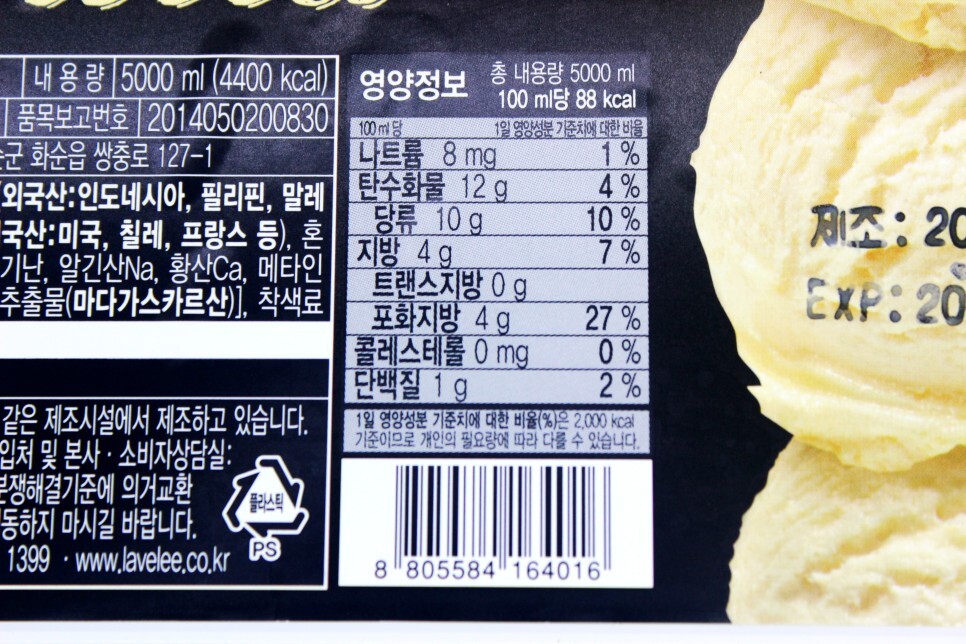 내용량 5000 ml (4400 kcal)
품목보고번호 2014050200830
군 화순읍 쌍충로 127-1
외국산:인도네시아, 필리핀, 말레
국산:미국, 칠레, 프랑스 등), 혼
기난, 알긴산Na, 황산Ca, 메타인
추출물(마다가스카르산)], 착색료
같은 제조시설에서 제조하고 있습니다.
입처 및 본사 · 소비자상담실:
분쟁해결기준에 의거교환
동하지 마시길 바랍니다.
1399 · www.lavelee.co.kr
플라스틱
PS
영양정보
총 내용량 5000 ml
100 ml당 88 kcal
100 ml 당 1일 영양성분 기준치에 대한 비율
나트륨 8 mg 1 %
탄수화물 12 g 4 %
당류 10 g 10 %
지방 4 g 7 %
트랜스지방 0 g
포화지방 4 g 27 %
콜레스테롤 0 mg 0 %
단백질 1 g 2 %
1일 영양성분 기준치에 대한 비율(%)은 2,000 kcal
기준이므로 개인의 필요량에 따라 다를 수 있습니다.
8 805584 164016
제조: 20
EXP: 20